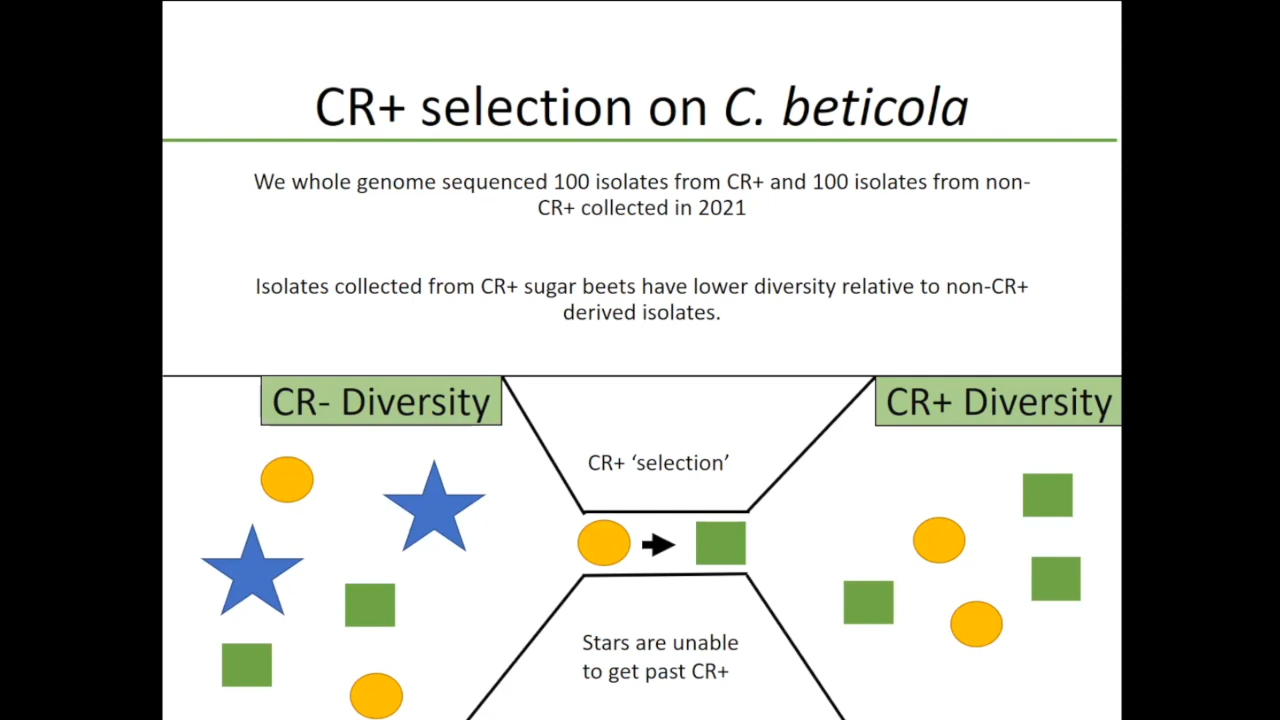 CR+ selection on C. beticola
We whole genome sequenced 100 isolates from CR+ and 100 isolates from non-
CR+ collected in 2021
Isolates collected from CR+ sugar beets have lower diversity relative to non-CR+
derived isolates.
CR- Diversity
CR+ Diversity
CR+ ‘selection’
Stars are unable
to get past CR+